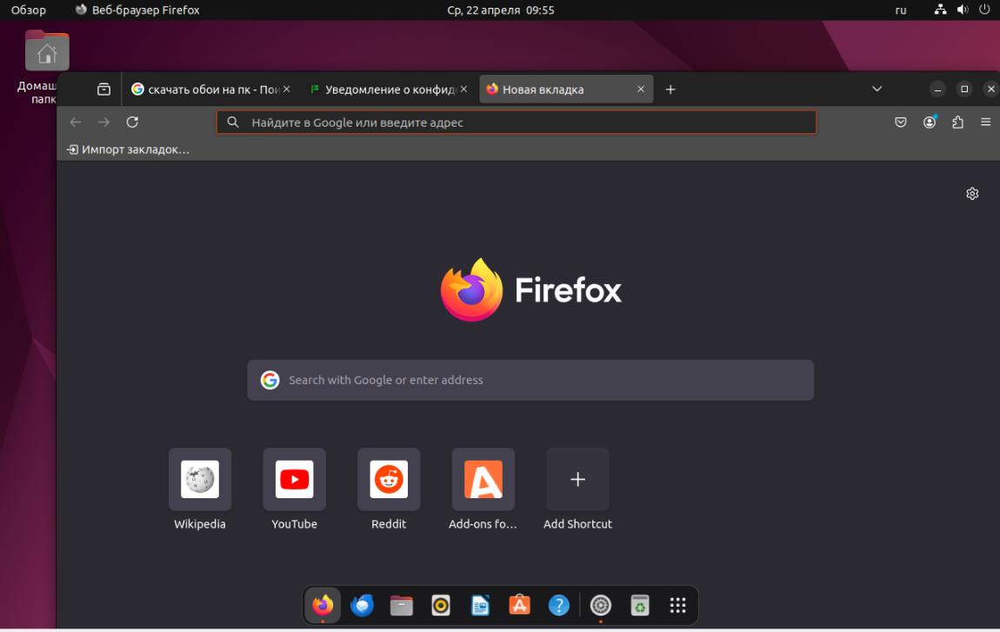 Обзор
Веб-браузер Firefox
Ср, 22 апреля 09:55
ru
Домаш
папк
скачать обои на пк - Пои
Уведомление о конфид
Новая вкладка
Найдите в Google или введите адрес
Импорт закладок…
Firefox
Search with Google or enter address
Wikipedia
YouTube
Reddit
Add-ons fo…
Add Shortcut